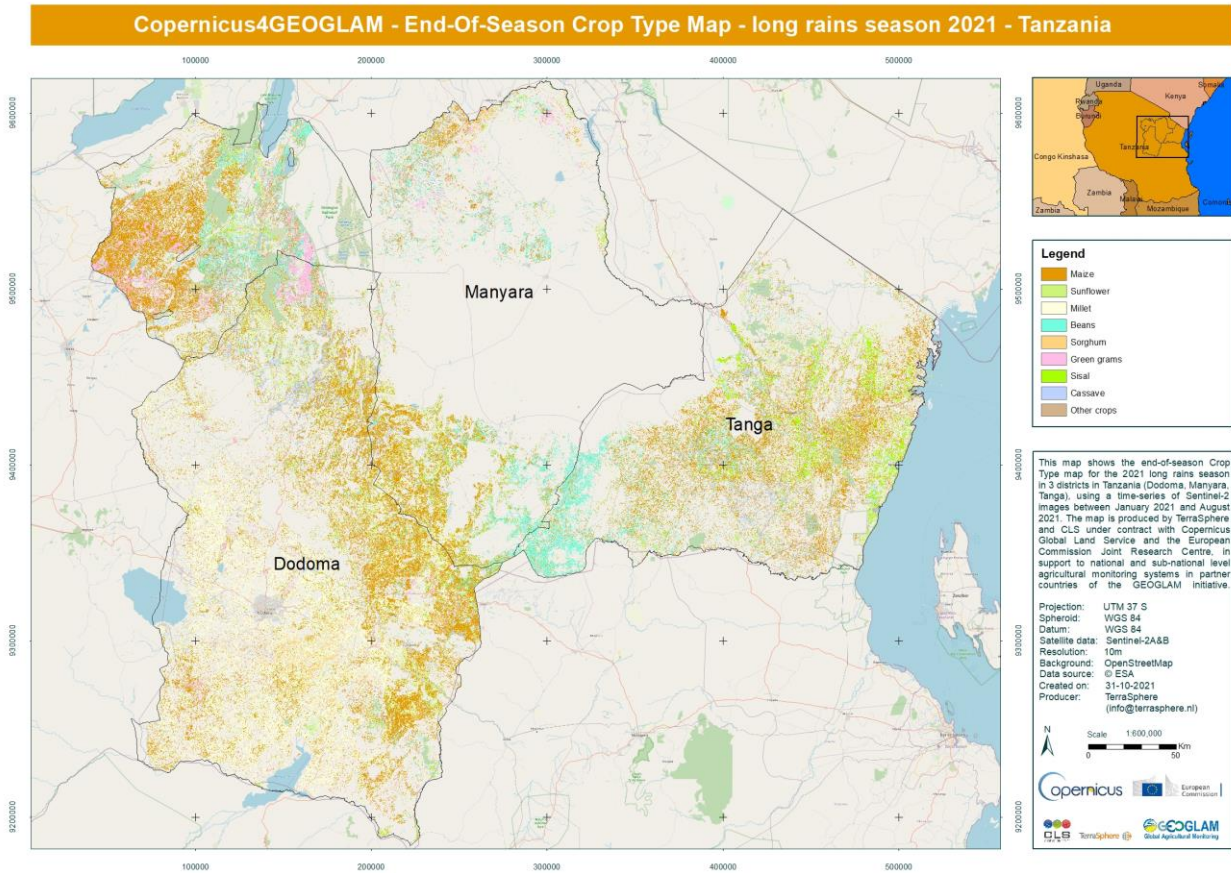 Copernicus4GEOGLAM - End-Of-Season Crop Type Map - long rains season 2021 - Tanzania
100000
200000
300000
400000
500000
9600000
9500000
9400000
9300000
9200000
Manyara
Tanga
Dodoma
9600000
9500000
9400000
9300000
9200000
100000
200000
300000
400000
500000
Uganda
Kenya
Rwanda
Burundi
Tanzania
Congo Kinshasa
Zambia
Mozambique
Zambia
Legend
Maize
Sunflower
Millet
Beans
Sorghum
Green grams
Sisal
Cassave
Other crops
This map shows the end-of-season Crop
Type map for the 2021 long rains season
in 3 districts in Tanzania (Dodoma, Manyara,
Tanga), using a time-series of Sentinel-2
images between January 2021 and August
2021. The map is produced by TerraSphere
and CLS under contract with Copernicus
Global Land Service and the European
Commission Joint Research Centre, in
support to national and sub-national level
agricultural monitoring systems in partner
countries of the GEOGLAM initiative.
Projection: UTM 37 S
Spheroid: WGS 84
Datum: WGS 84
Satellite data: Sentinel-2A&B
Resolution: 10m
Background: OpenStreetMap
Data source: © ESA
Created on: 31-10-2021
Producer: TerraSphere
(info@terrasphere.nl)
N
Scale 1:600,000
Km
0 50
opernicus
European
Commission
CLS
TerraSphere
GEOGLAM
Global Agricultural Monitoring